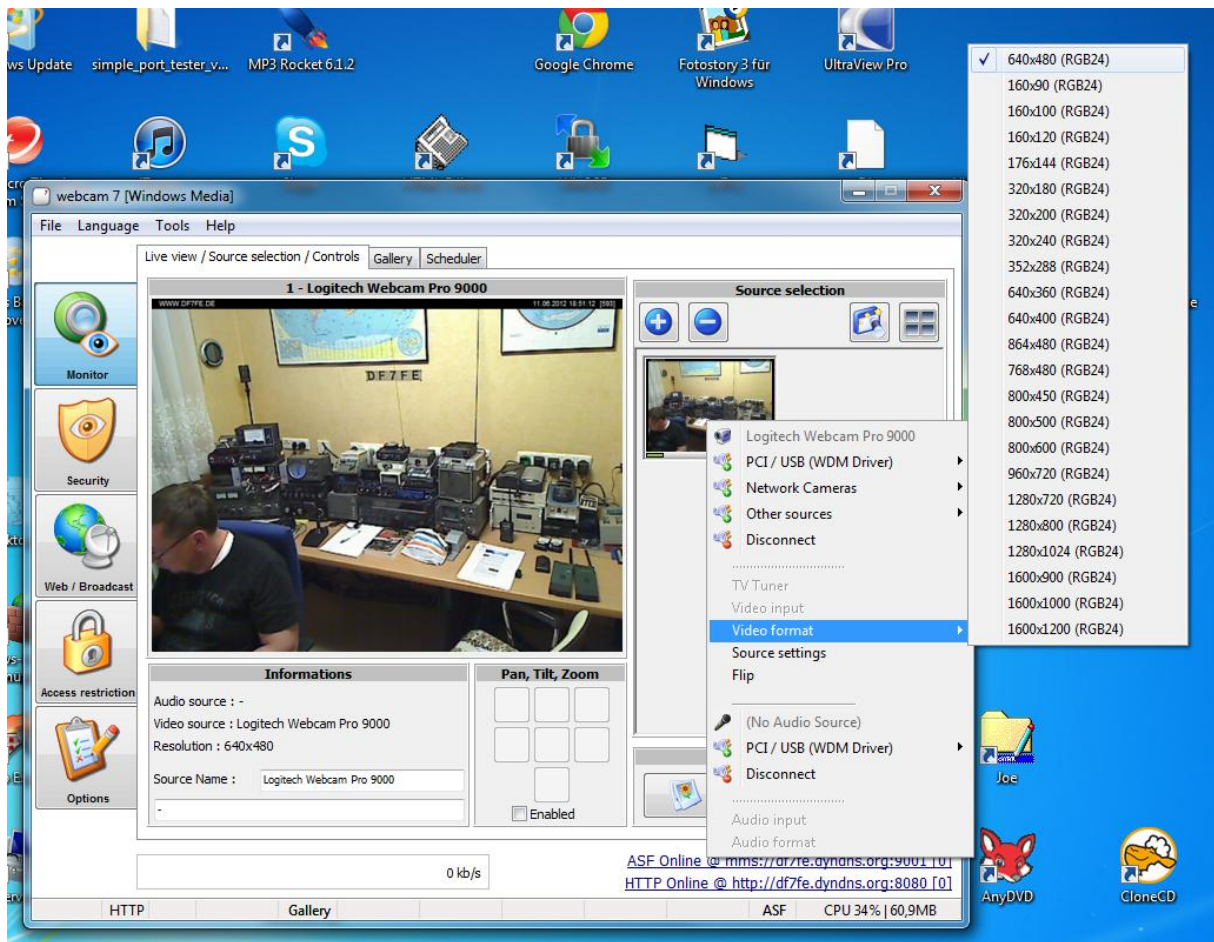 ws Update
simple_port_tester_v...
MP3 Rocket 6.1.2
Google Chrome
Fotostory 3 für
Windows
UltraView Pro
webcam 7 [Windows Media]
File Language Tools Help
Live view / Source selection / Controls Gallery Scheduler
Monitor
Security
Web / Broadcast
Access restriction
Options
1 - Logitech Webcam Pro 9000
WWW.DF7FE.DE 11.06.2012 18:51:12 [593]
DF7FE
Informations
Audio source : -
Video source : Logitech Webcam Pro 9000
Resolution : 640x480
Source Name : Logitech Webcam Pro 9000
-
Pan, Tilt, Zoom
Enabled
Source selection
Logitech Webcam Pro 9000
PCI / USB (WDM Driver)
Network Cameras
Other sources
Disconnect
TV Tuner
Video input
Video format
Source settings
Flip
(No Audio Source)
PCI / USB (WDM Driver)
Disconnect
Audio input
Audio format
640x480 (RGB24)
160x90 (RGB24)
160x100 (RGB24)
160x120 (RGB24)
176x144 (RGB24)
320x180 (RGB24)
320x200 (RGB24)
320x240 (RGB24)
352x288 (RGB24)
640x360 (RGB24)
640x400 (RGB24)
864x480 (RGB24)
768x480 (RGB24)
800x450 (RGB24)
800x500 (RGB24)
800x600 (RGB24)
960x720 (RGB24)
1280x720 (RGB24)
1280x800 (RGB24)
1280x1024 (RGB24)
1600x900 (RGB24)
1600x1000 (RGB24)
1600x1200 (RGB24)
0 kb/s
ASF Online @ mms://df7fe.dyndns.org:9001 [0]
HTTP Online @ http://df7fe.dyndns.org:8080 [0]
HTTP Gallery ASF CPU 34% | 60,9MB
Joe
AnyDVD
CloneCD